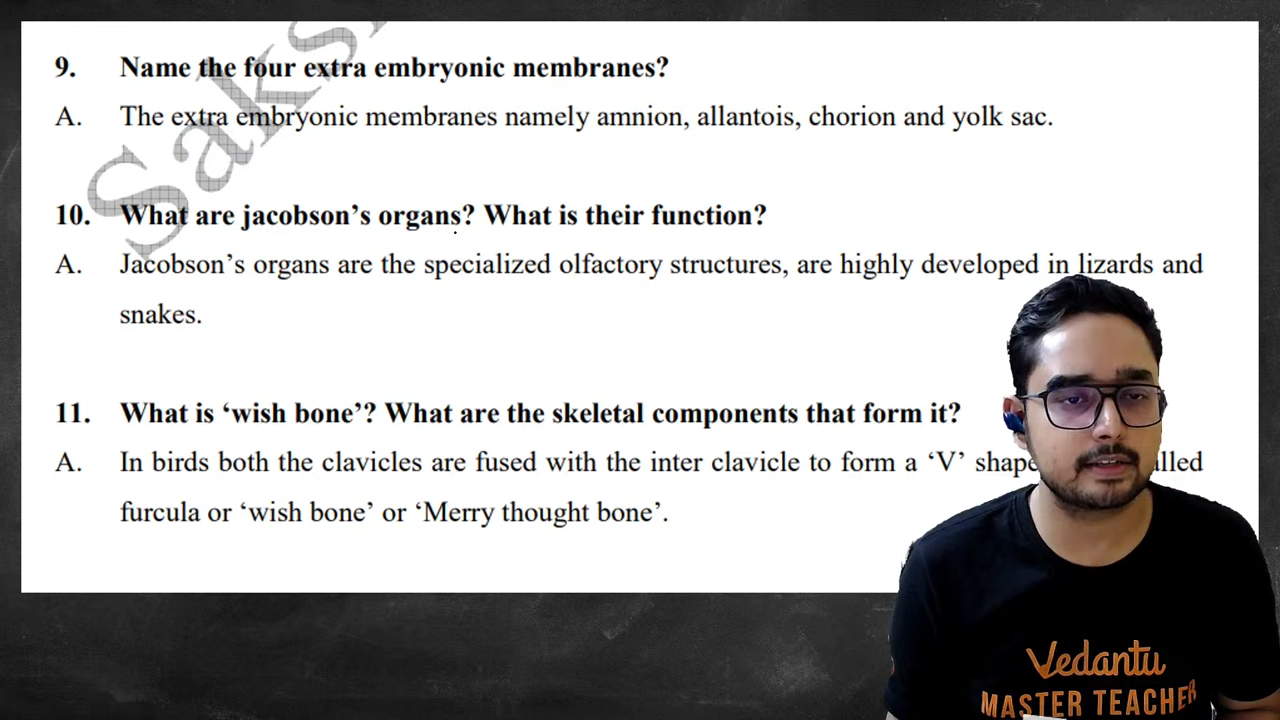 9. Name the four extra embryonic membranes?
A. The extra embryonic membranes namely amnion, allantois, chorion and yolk sac.
10. What are jacobson’s organs? What is their function?
A. Jacobson’s organs are the specialized olfactory structures, are highly developed in lizards and
snakes.
11. What is ‘wish bone’? What are the skeletal components that form it?
A. In birds both the clavicles are fused with the inter clavicle to form a ‘V’
furcula or ‘wish bone’ or ‘Merry thought bone’.
Saks
Vedantu
MASTER TEACHER